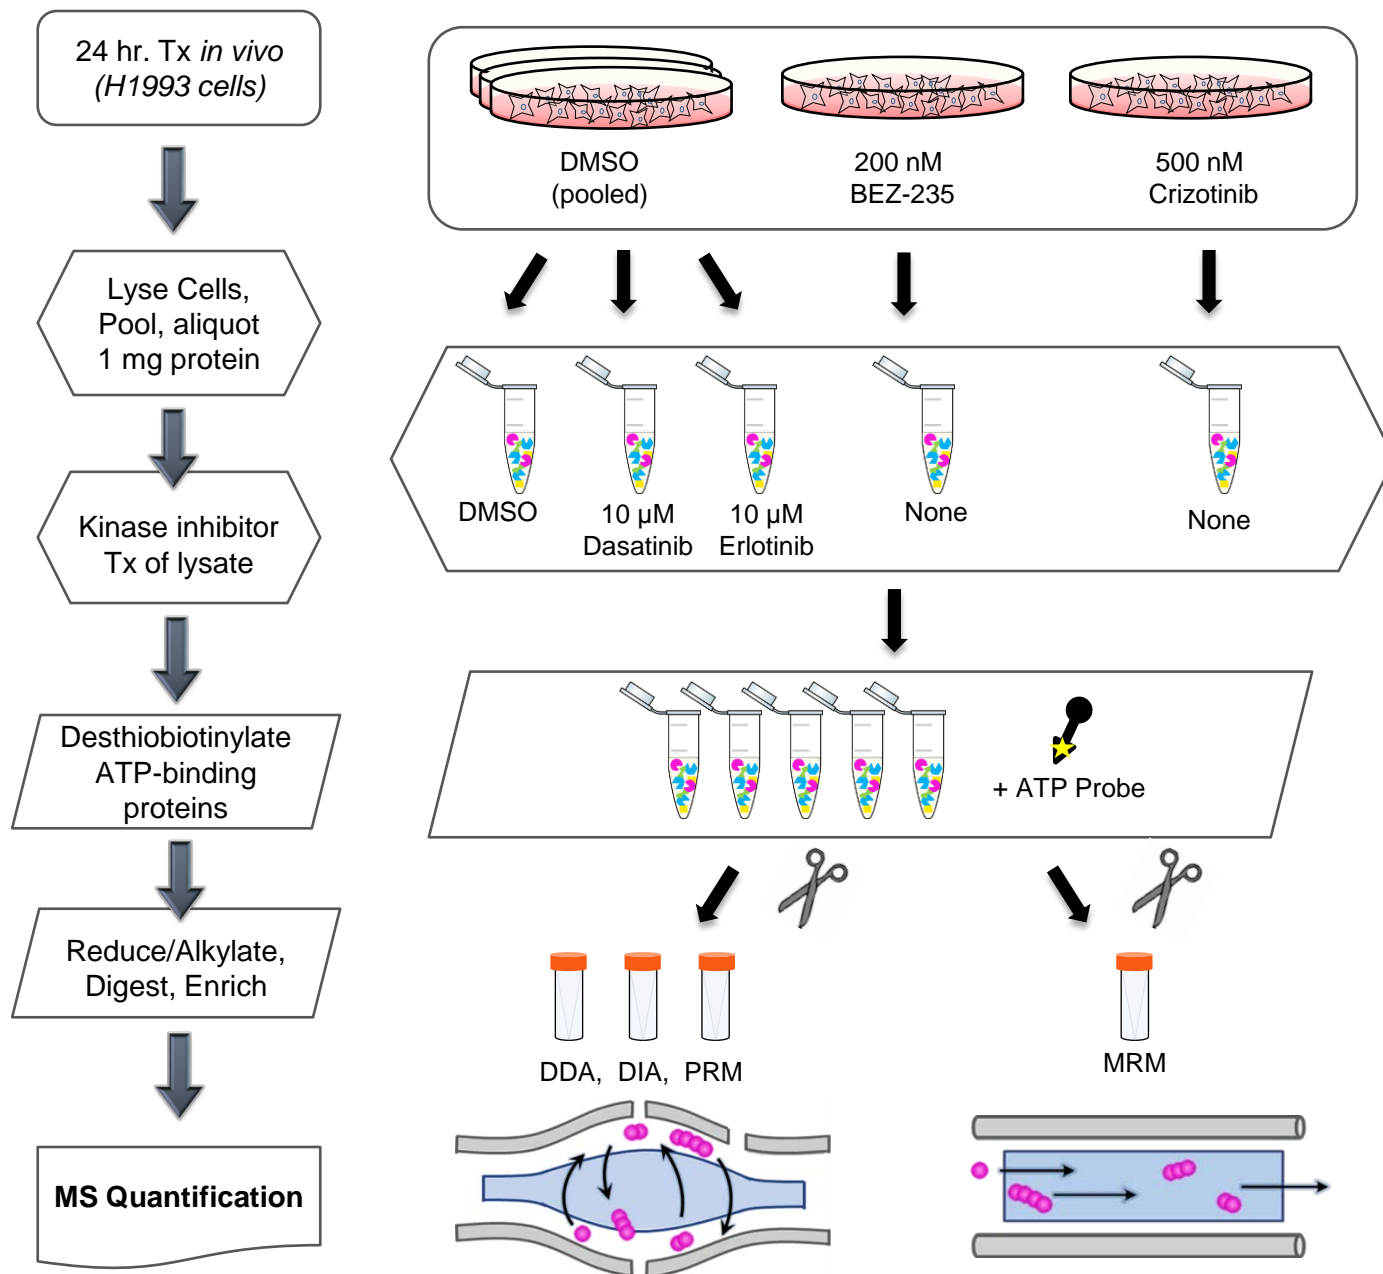 24 hr. Tx in vivo
(H1993 cells)
DMSO
(pooled)
200 nM
BEZ-235
500 nM
Crizotinib
Lyse Cells,
Pool, aliquot
1 mg protein
Kinase inhibitor
Tx of lysate
DMSO
10 µM
Dasatinib
10 µM
Erlotinib
None
None
Desthiobiotinylate
ATP-binding
proteins
+ ATP Probe
Reduce/Alkylate,
Digest, Enrich
DDA, DIA, PRM
MRM
MS Quantification